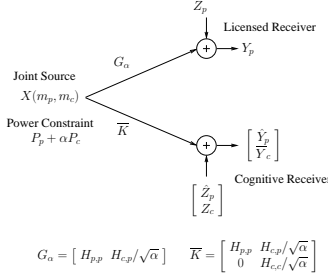 Z_p
Licensed Receiver
G_α
Y_p
Joint Source
X(m_p, m_c)
Power Constraint
P_p + αP_c
K̅
[ Ŷ_p
Y̅_c ]
Cognitive Receiver
[ Ẑ_p
Z_c ]
G_α = [ H_{p,p} H_{c,p}/√α ] K̅ = [ H_{p,p} H_{c,p}/√α
0 H_{c,c}/√α ]